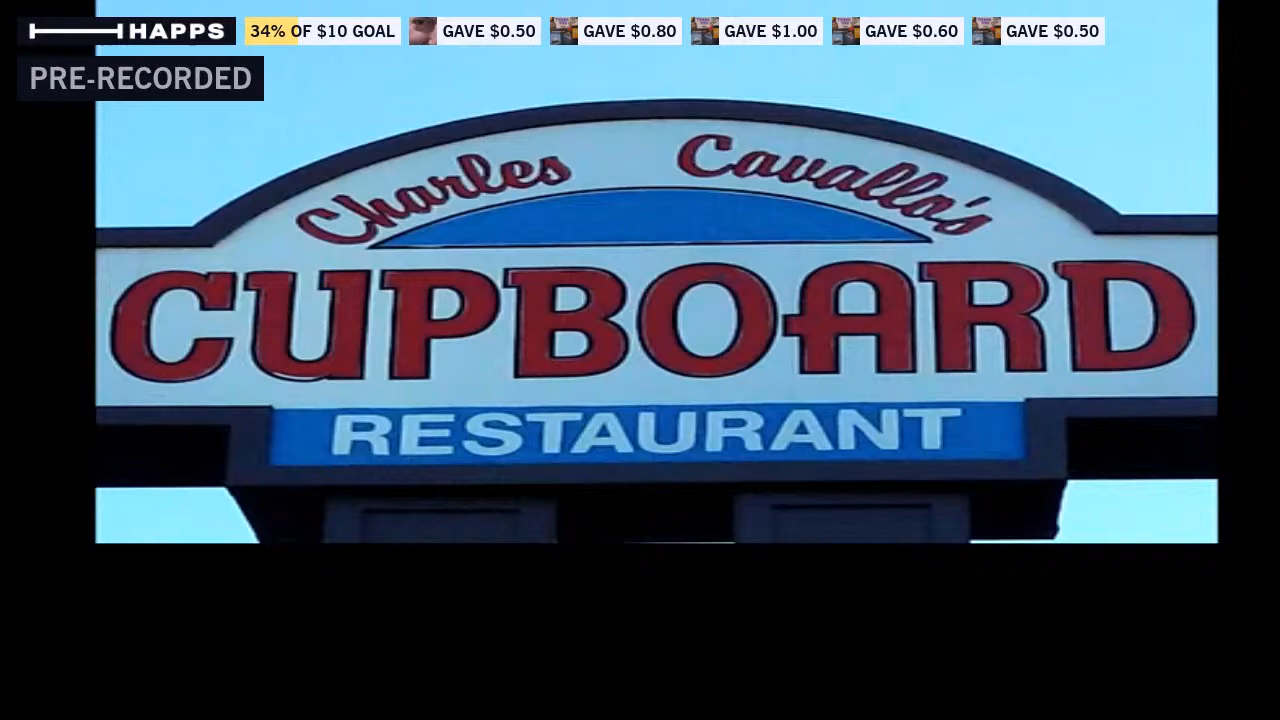 HAPPS 34% OF $10 GOAL GAVE $0.50 GAVE $0.80 GAVE $1.00 GAVE $0.60 GAVE $0.50
PRE-RECORDED
Charles Cavallo's
CUPBOARD
RESTAURANT